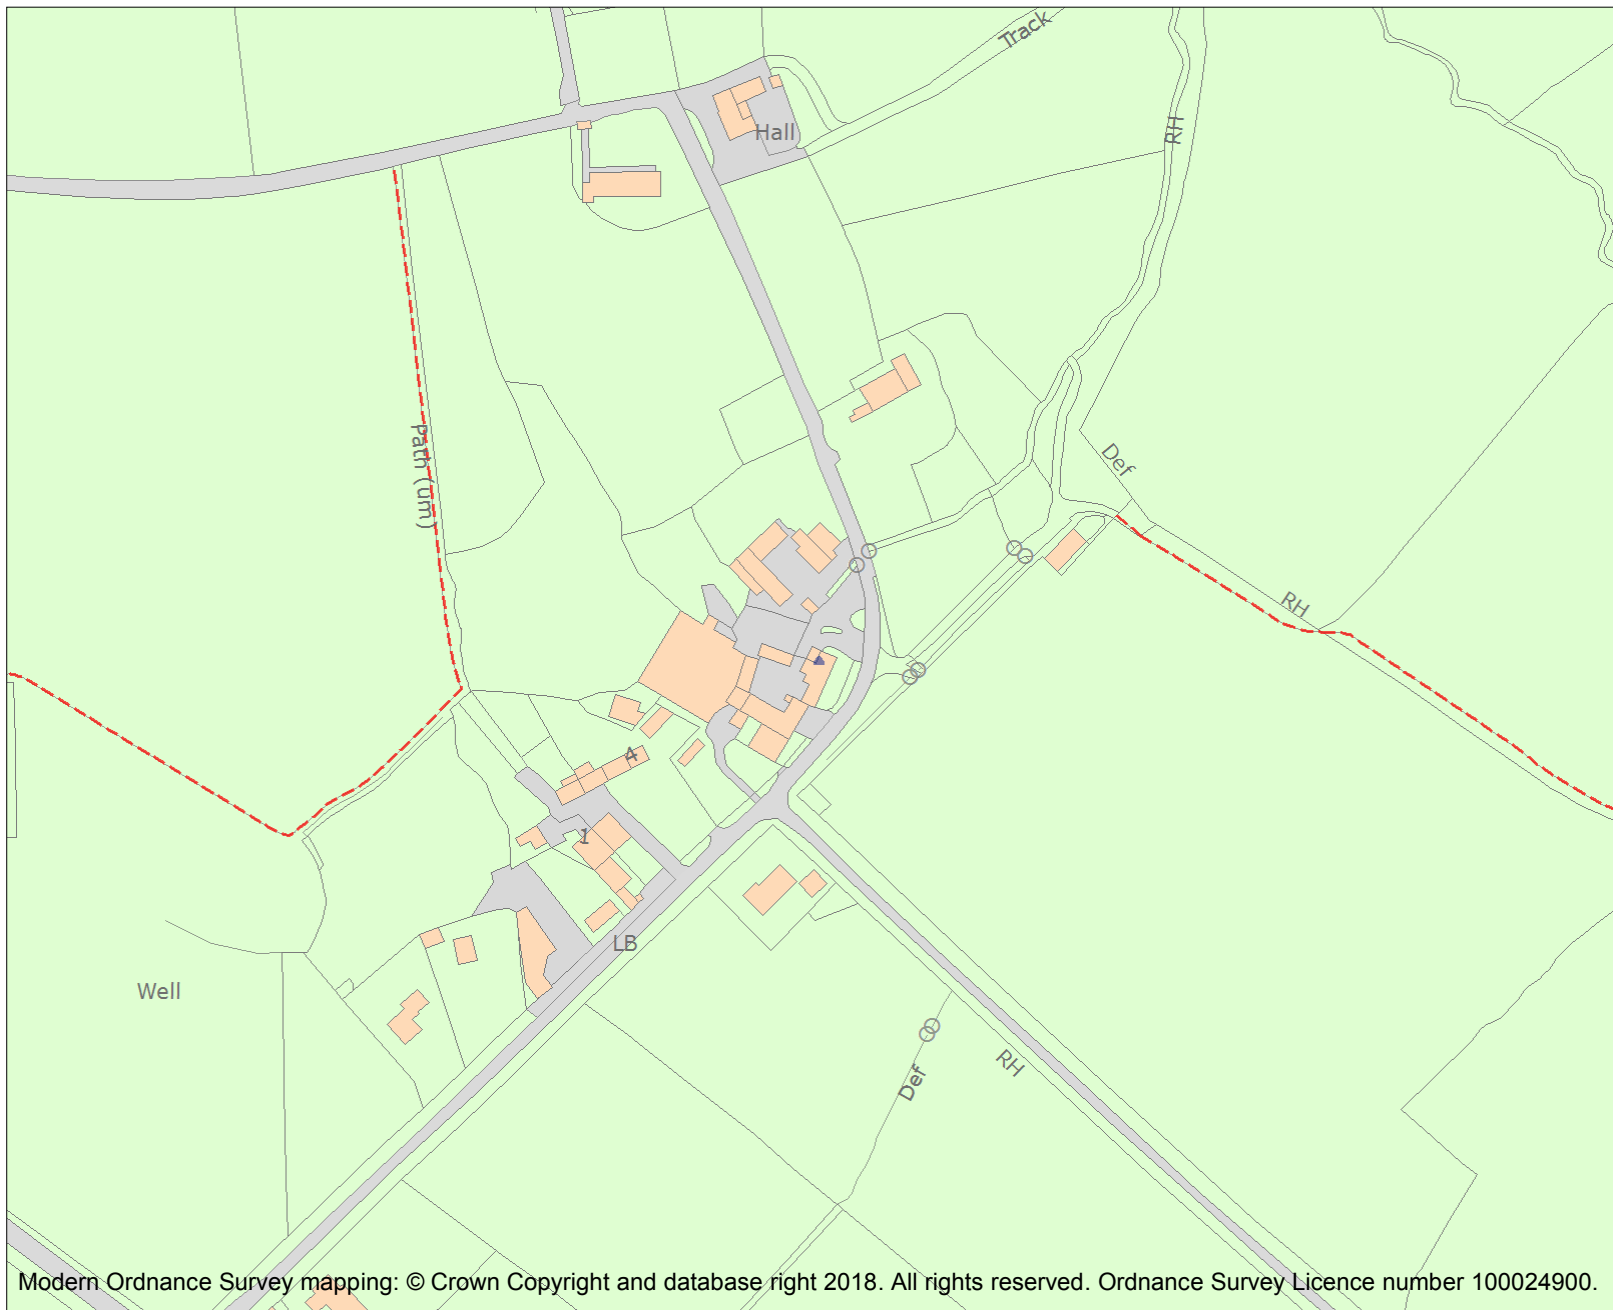 Track
RH
Hall
Path (um)
Def
RH
4
1
LB
Well
RH
Def
Modern Ordnance Survey mapping: © Crown Copyright and database right 2018. All rights reserved. Ordnance Survey Licence number 100024900.